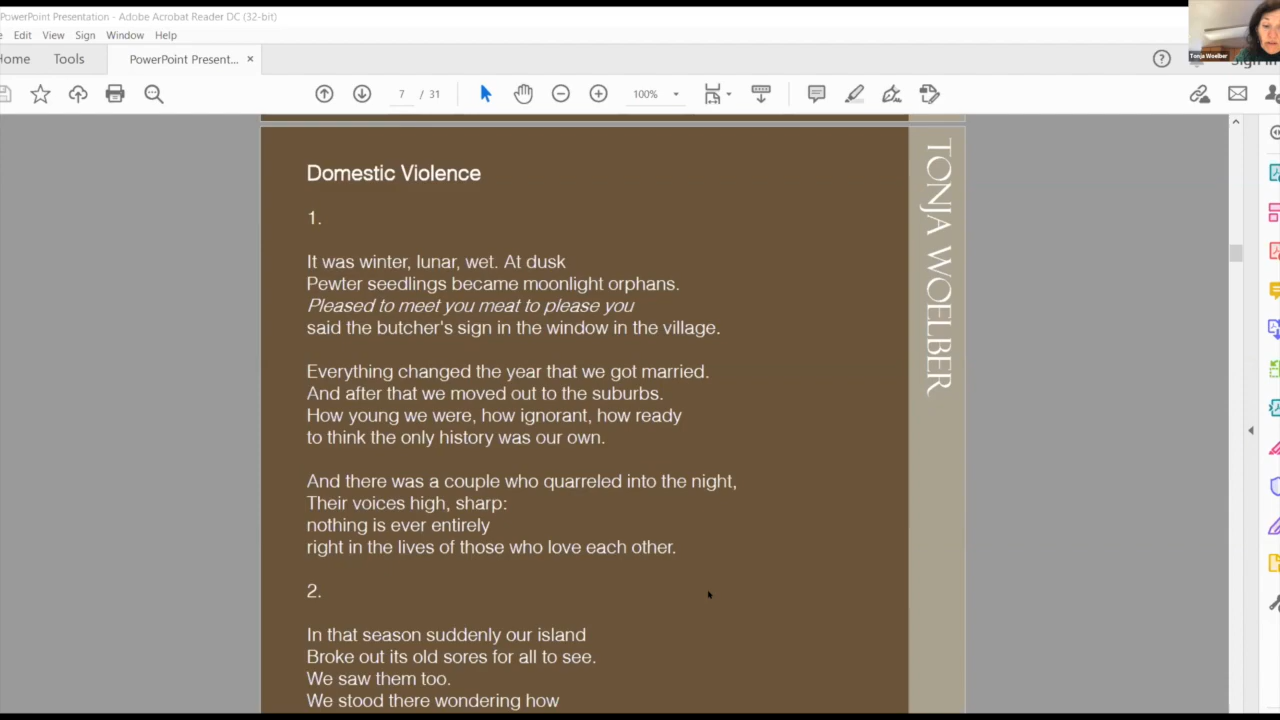 PowerPoint Presentation - Adobe Acrobat Reader DC (32-bit)
Edit View Sign Window Help
Home Tools PowerPoint Present... ×
7 / 31 100%
Tonja Woelber
Domestic Violence
1.
It was winter, lunar, wet. At dusk
Pewter seedlings became moonlight orphans.
Pleased to meet you meat to please you
said the butcher's sign in the window in the village.
Everything changed the year that we got married.
And after that we moved out to the suburbs.
How young we were, how ignorant, how ready
to think the only history was our own.
And there was a couple who quarreled into the night,
Their voices high, sharp:
nothing is ever entirely
right in the lives of those who love each other.
2.
In that season suddenly our island
Broke out its old sores for all to see.
We saw them too.
We stood there wondering how
TONJA WOELBER